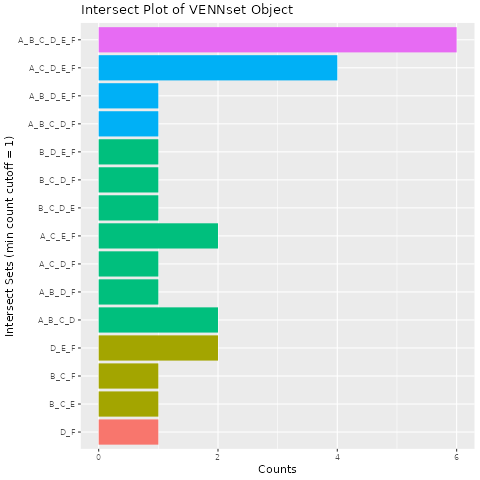 Intersect Plot of VENNset Object
Intersect Sets (min count cutoff = 1)
A_B_C_D_E_F
A_C_D_E_F
A_B_D_E_F
A_B_C_D_F
B_D_E_F
B_C_D_F
B_C_D_E
A_C_E_F
A_C_D_F
A_B_D_F
A_B_C_D
D_E_F
B_C_F
B_C_E
D_F
0 2 4 6
Counts